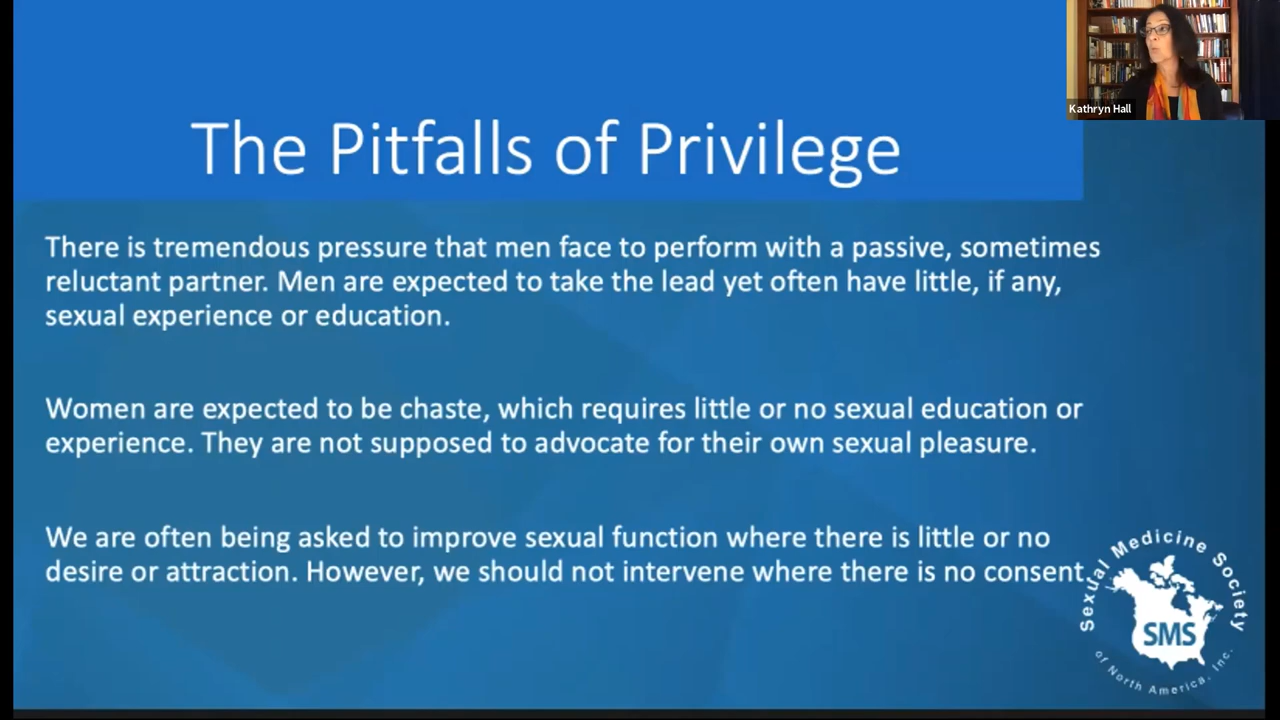 Kathryn Hall
The Pitfalls of Privilege
There is tremendous pressure that men face to perform with a passive, sometimes
reluctant partner. Men are expected to take the lead yet often have little, if any,
sexual experience or education.
Women are expected to be chaste, which requires little or no sexual education or
experience. They are not supposed to advocate for their own sexual pleasure.
We are often being asked to improve sexual function where there is little or no
desire or attraction. However, we should not intervene where there is no consent.
Sexual Medicine Society
SMS
of North America, Inc.